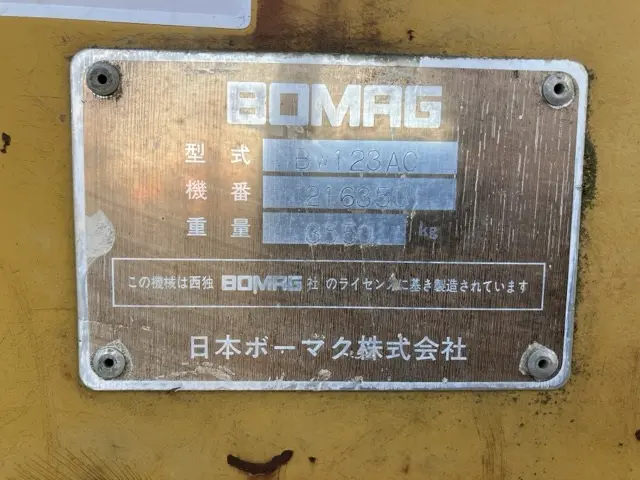 BOMAG
型式 BW123AC
機番
重量 kg
この機械は西独 BOMAG 社 のライセンスに基き製造されています
日本ボーマク株式会社